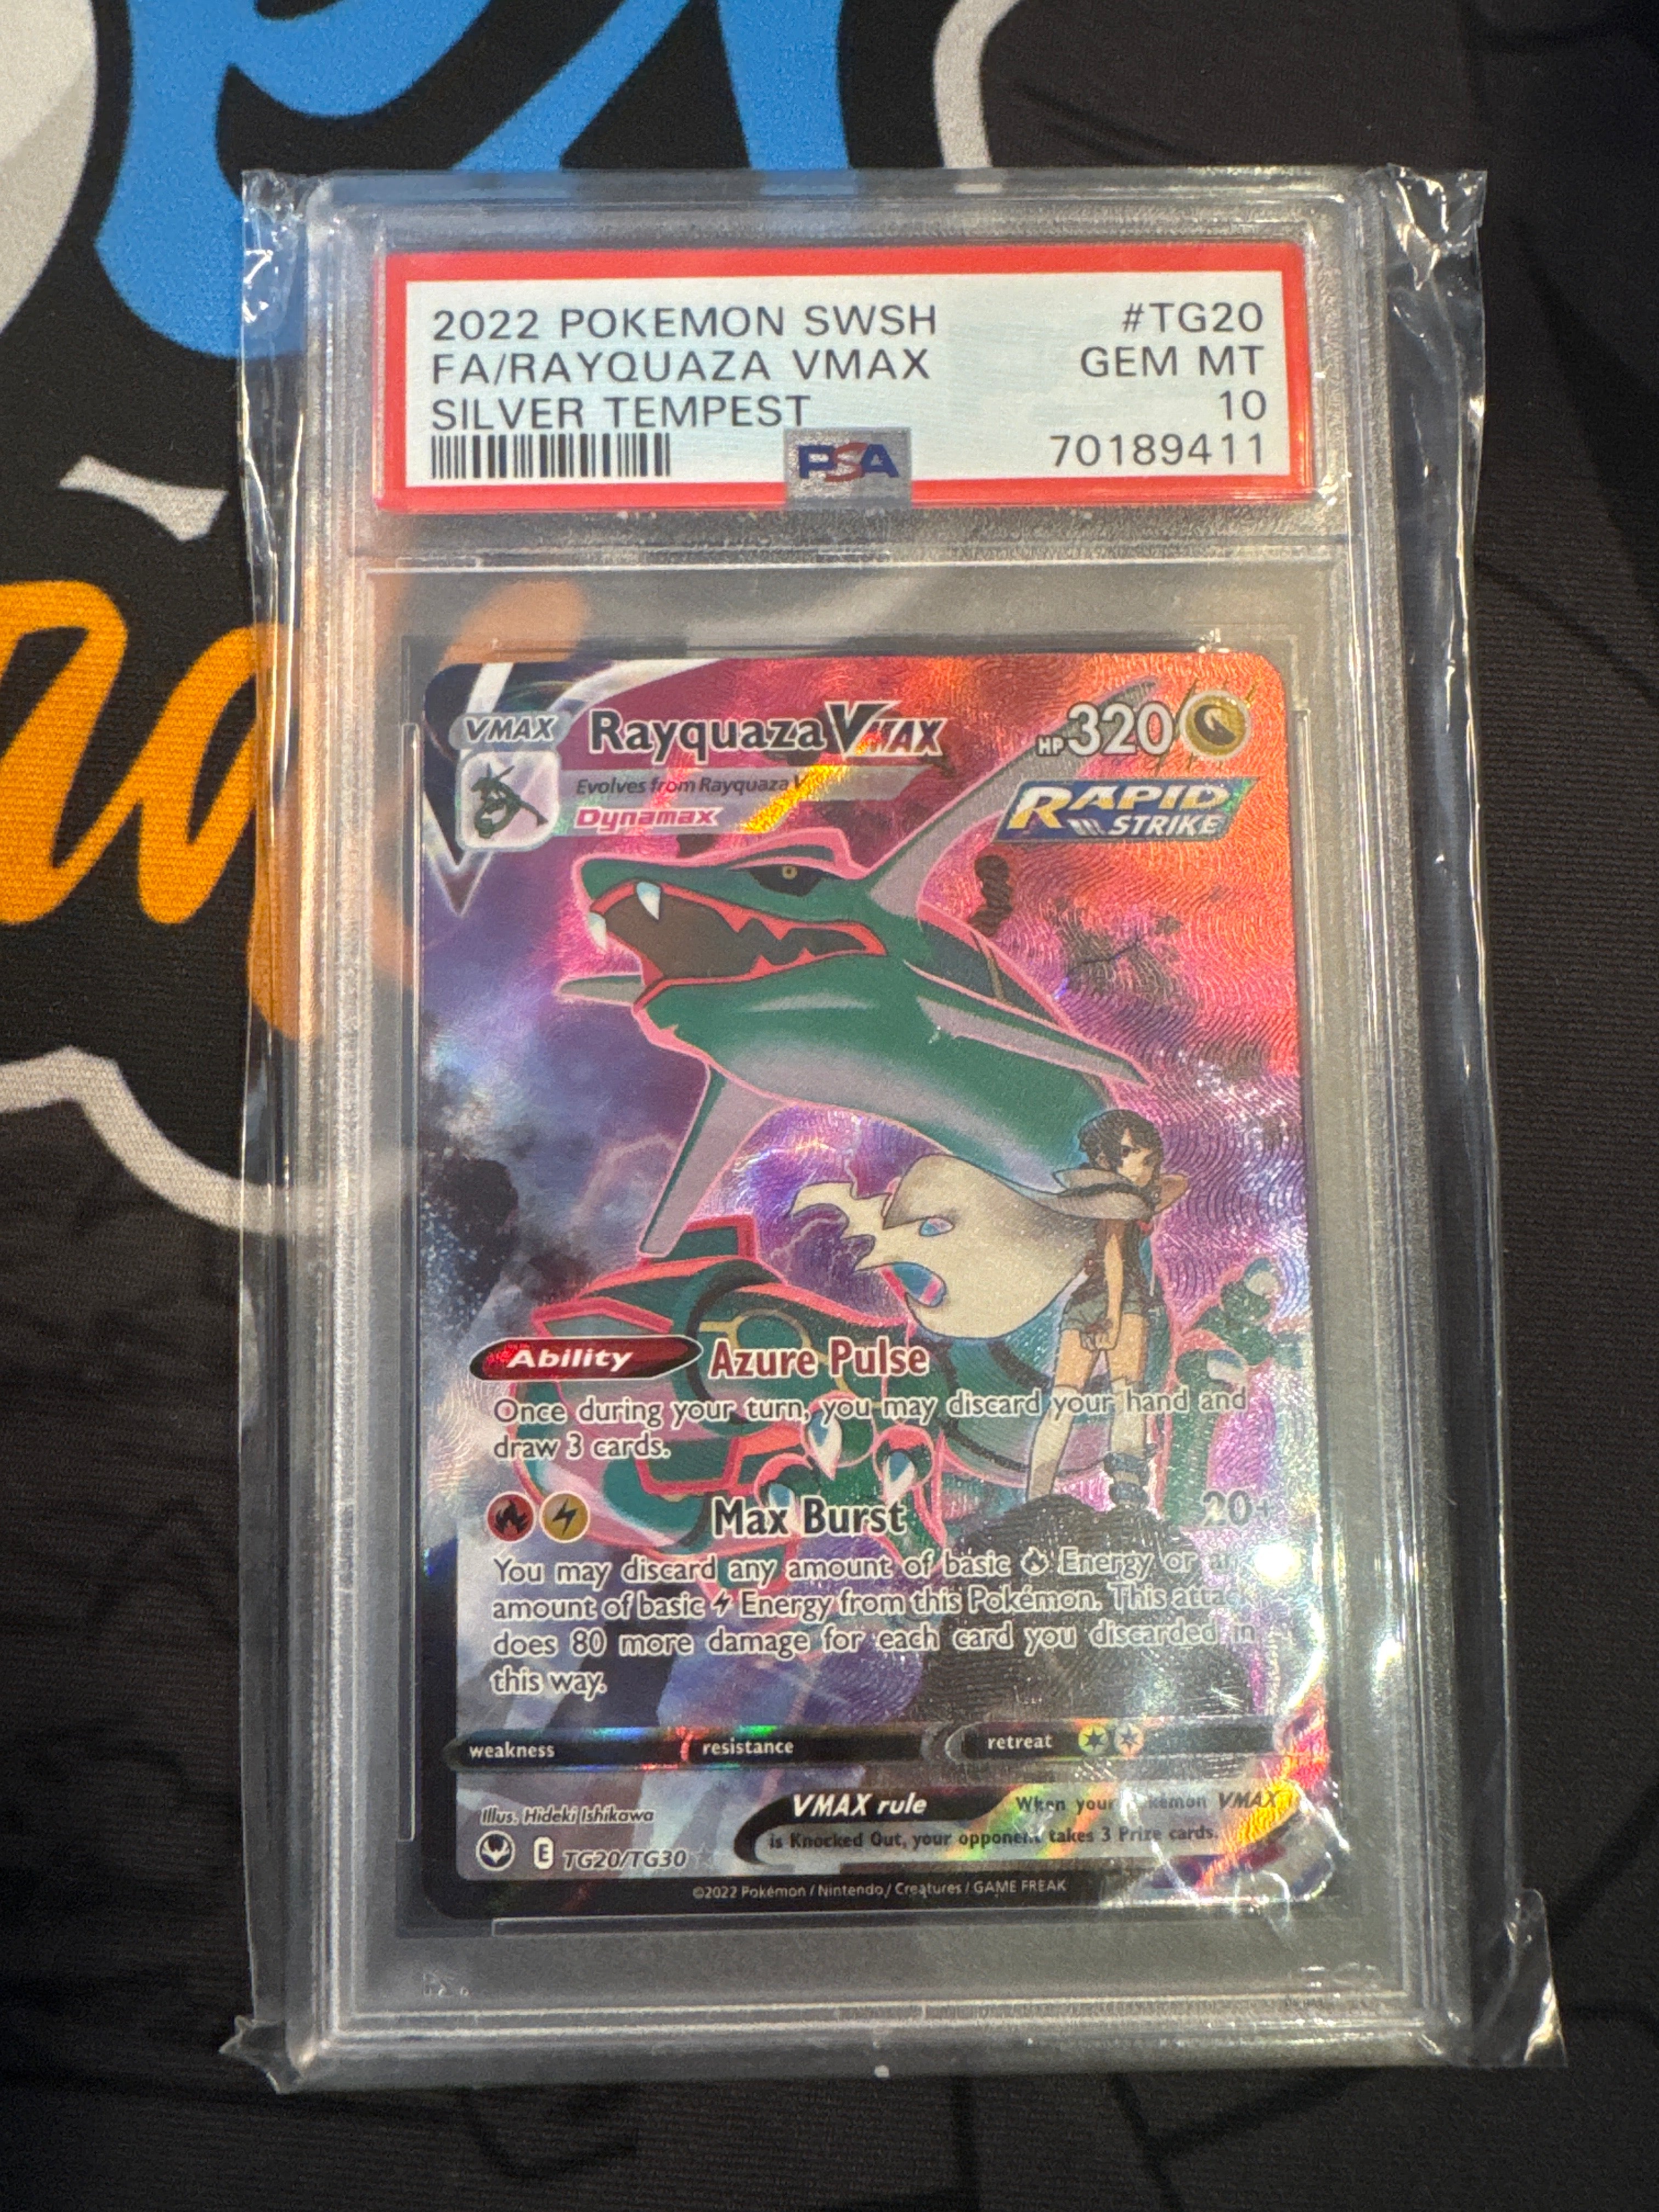 2022 POKEMON SWSH #TG20
FA/RAYQUAZA VMAX GEM MT
SILVER TEMPEST 10
PSA 70189411
VMAX RayquazaVMAX HP320
Evolves from Rayquaza V
Dynamax
RAPID
STRIKE
Ability Azure Pulse
Once during your turn, you may discard your hand and
draw 3 cards.
Max Burst 20+
You may discard any amount of basic Energy or
amount of basic Energy from this Pokémon. This
does 80 more damage for each card you discarded in
this way.
weakness resistance retreat
VMAX rule When your VMAX
is Knocked Out, your opponent takes 3 Prize cards.
Illus. Hideki Ishikawa
E TG20/TG30
©2022 Pokémon / Nintendo / Creatures / GAME FREAK